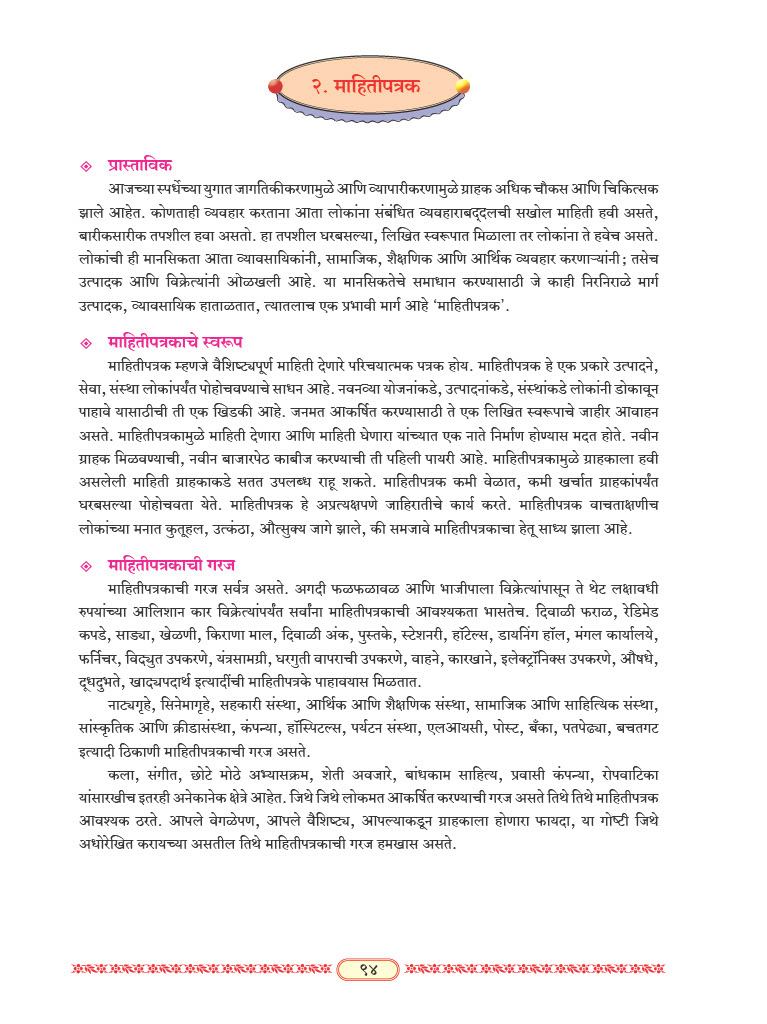 २. माहितीपत्रक
प्रास्ताविक
आजच्या स्पर्धेच्या युगात जागतिकीकरणामुळे आणि व्यापारीकरणामुळे ग्राहक अधिक चौकस आणि चिकित्सक
झाले आहेत. कोणताही व्यवहार करताना आता लोकांना संबंधित व्यवहाराबद्दलची सखोल माहिती हवी असते,
बारीकसारीक तपशील हवा असतो. हा तपशील घरबसल्या, लिखित स्वरूपात मिळाला तर लोकांना ते हवेच असते.
लोकांची ही मानसिकता आता व्यावसायिकांनी, सामाजिक, शैक्षणिक आणि आर्थिक व्यवहार करणाऱ्यांनी; तसेच
उत्पादक आणि विक्रेत्यांनी ओळखली आहे. या मानसिकतेचे समाधान करण्यासाठी जे काही निरनिराळे मार्ग
उत्पादक, व्यावसायिक हाताळतात, त्यातलाच एक प्रभावी मार्ग आहे ‘माहितीपत्रक’.
माहितीपत्रकाचे स्वरूप
माहितीपत्रक म्हणजे वैशिष्ट्यपूर्ण माहिती देणारे परिचयात्मक पत्रक होय. माहितीपत्रक हे एक प्रकारे उत्पादने,
सेवा, संस्था लोकांपर्यंत पोहोचवण्याचे साधन आहे. नवनव्या योजनांकडे, उत्पादनांकडे, संस्थांकडे लोकांनी डोकावून
पाहावे यासाठीची ती एक खिडकी आहे. जनमत आकर्षित करण्यासाठी ते एक लिखित स्वरूपाचे जाहीर आवाहन
असते. माहितीपत्रकामुळे माहिती देणारा आणि माहिती घेणारा यांच्यात एक नाते निर्माण होण्यास मदत होते. नवीन
ग्राहक मिळवण्याची, नवीन बाजारपेठ काबीज करण्याची ती पहिली पायरी आहे. माहितीपत्रकामुळे ग्राहकाला हवी
असलेली माहिती ग्राहकाकडे सतत उपलब्ध राहू शकते. माहितीपत्रक कमी वेळात, कमी खर्चात ग्राहकांपर्यंत
घरबसल्या पोहोचवता येते. माहितीपत्रक हे अप्रत्यक्षपणे जाहिरातीचे कार्य करते. माहितीपत्रक वाचताक्षणीच
लोकांच्या मनात कुतूहल, उत्कंठा, औत्सुक्य जागे झाले, की समजावे माहितीपत्रकाचा हेतू साध्य झाला आहे.
माहितीपत्रकाची गरज
माहितीपत्रकाची गरज सर्वत्र असते. अगदी फळफळावळ आणि भाजीपाला विक्रेत्यांपासून ते थेट लक्षावधी
रुपयांच्या आलिशान कार विक्रेत्यांपर्यंत सर्वांना माहितीपत्रकाची आवश्यकता भासतेच. दिवाळी फराळ, रेडिमेड
कपडे, साड्या, खेळणी, किराणा माल, दिवाळी अंक, पुस्तके, स्टेशनरी, हॉटेल्स, डायनिंग हॉल, मंगल कार्यालये,
फर्निचर, विद्युत उपकरणे, यंत्रसामग्री, घरगुती वापराची उपकरणे, वाहने, कारखाने, इलेक्ट्रॉनिक्स उपकरणे, औषधे,
दूधदुभते, खाद्यपदार्थ इत्यादींची माहितीपत्रके पाहावयास मिळतात.
नाट्यगृहे, सिनेमागृहे, सहकारी संस्था, आर्थिक आणि शैक्षणिक संस्था, सामाजिक आणि साहित्यिक संस्था,
सांस्कृतिक आणि क्रीडासंस्था, कंपन्या, हॉस्पिटल्स, पर्यटन संस्था, एलआयसी, पोस्ट, बँका, पतपेढ्या, बचतगट
इत्यादी ठिकाणी माहितीपत्रकाची गरज असते.
कला, संगीत, छोटे मोठे अभ्यासक्रम, शेती अवजारे, बांधकाम साहित्य, प्रवासी कंपन्या, रोपवाटिका
यांसारखीच इतरही अनेकानेक क्षेत्रे आहेत. जिथे जिथे लोकमत आकर्षित करण्याची गरज असते तिथे तिथे माहितीपत्रक
आवश्यक ठरते. आपले वेगळेपण, आपले वैशिष्ट्य, आपल्याकडून ग्राहकाला होणारा फायदा, या गोष्टी जिथे
अधोरेखित करायच्या असतील तिथे माहितीपत्रकाची गरज हमखास असते.
९४